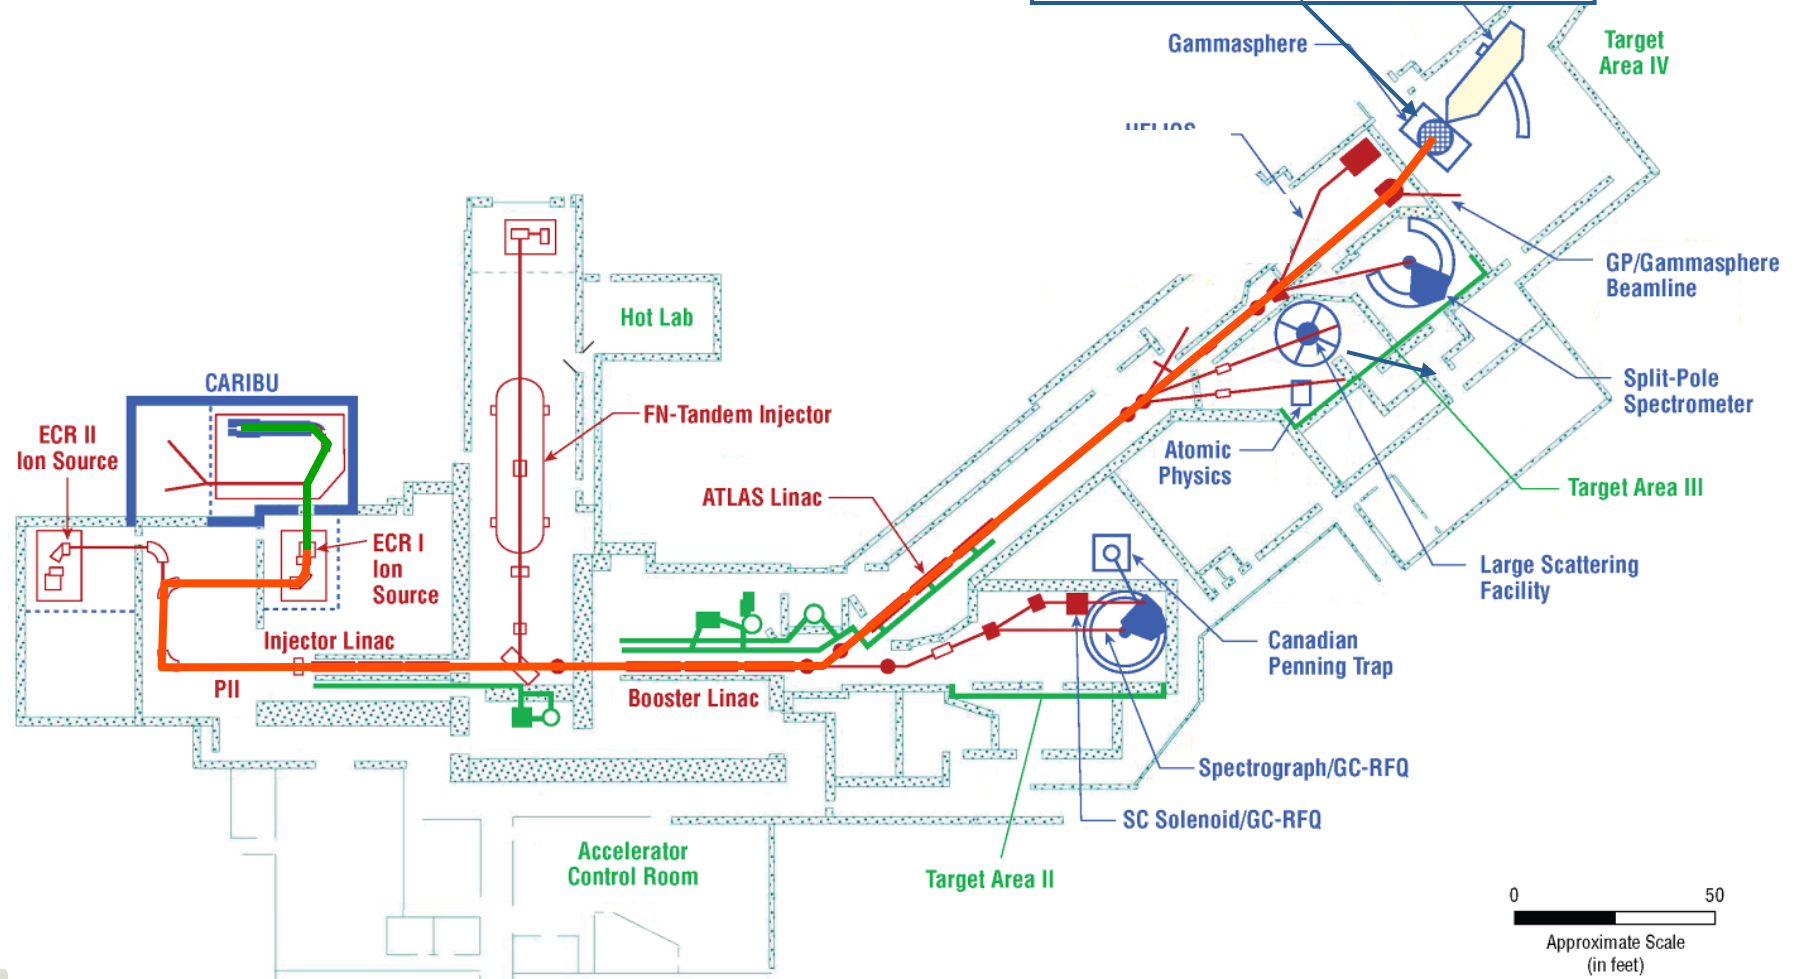 Gammasphere
Target
Area IV
GP/Gammasphere
Beamline
Hot Lab
CARIBU
Split-Pole
Spectrometer
FN-Tandem Injector
ECR II
Ion Source
Atomic
Physics
ATLAS Linac
Target Area III
ECR I
Ion
Source
Large Scattering
Facility
Injector Linac
Canadian
Penning Trap
PII
Booster Linac
Spectrograph/GC-RFQ
SC Solenoid/GC-RFQ
Accelerator
Control Room
Target Area II
0 50
Approximate Scale
(in feet)